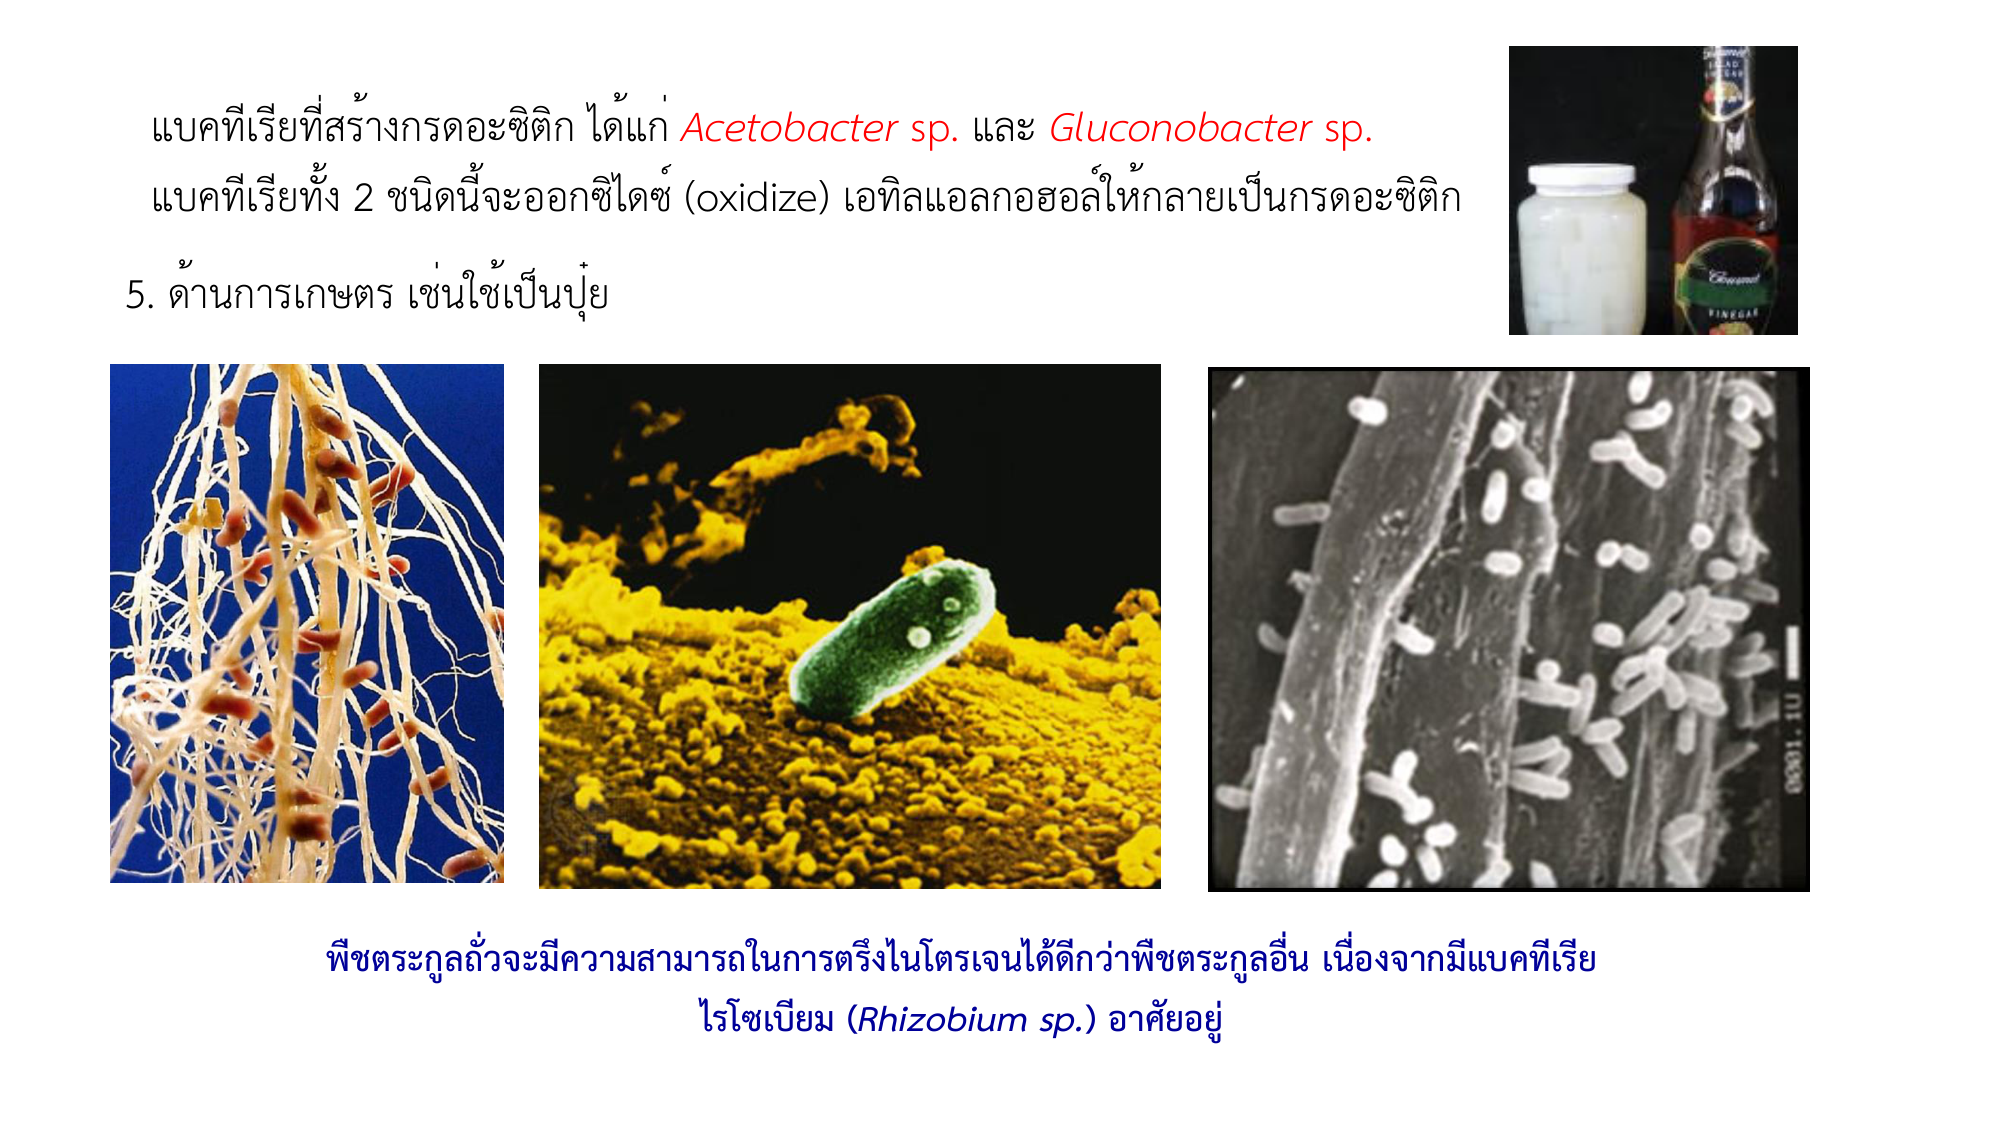 แบคทีเรียที่สร้างกรดอะซิติก ได้แก่ Acetobacter sp. และ Gluconobacter sp.
แบคทีเรียทั้ง 2 ชนิดนี้จะออกซิไดซ์ (oxidize) เอทิลแอลกอฮอล์ให้กลายเป็นกรดอะซิติก
VINEGAR
5. ด้านการเกษตร เช่นใช้เป็นปุ๋ย
0001.1U
พืชตระกูลถั่วจะมีความสามารถในการตรึงไนโตรเจนได้ดีกว่าพืชตระกูลอื่น เนื่องจากมีแบคทีเรีย
ไรโซเบียม (Rhizobium sp.) อาศัยอยู่